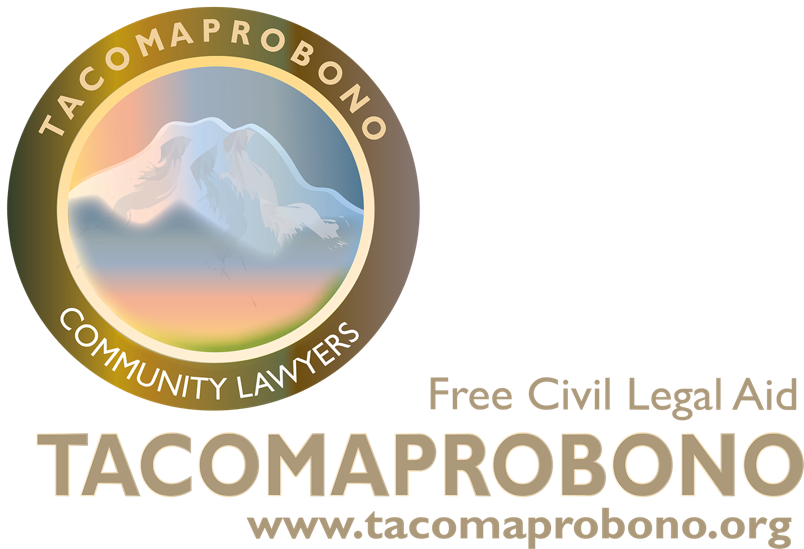 TACOMAPROBONO
COMMUNITY LAWYERS
Free Civil Legal Aid
TACOMAPROBONO
www.tacomaprobono.org